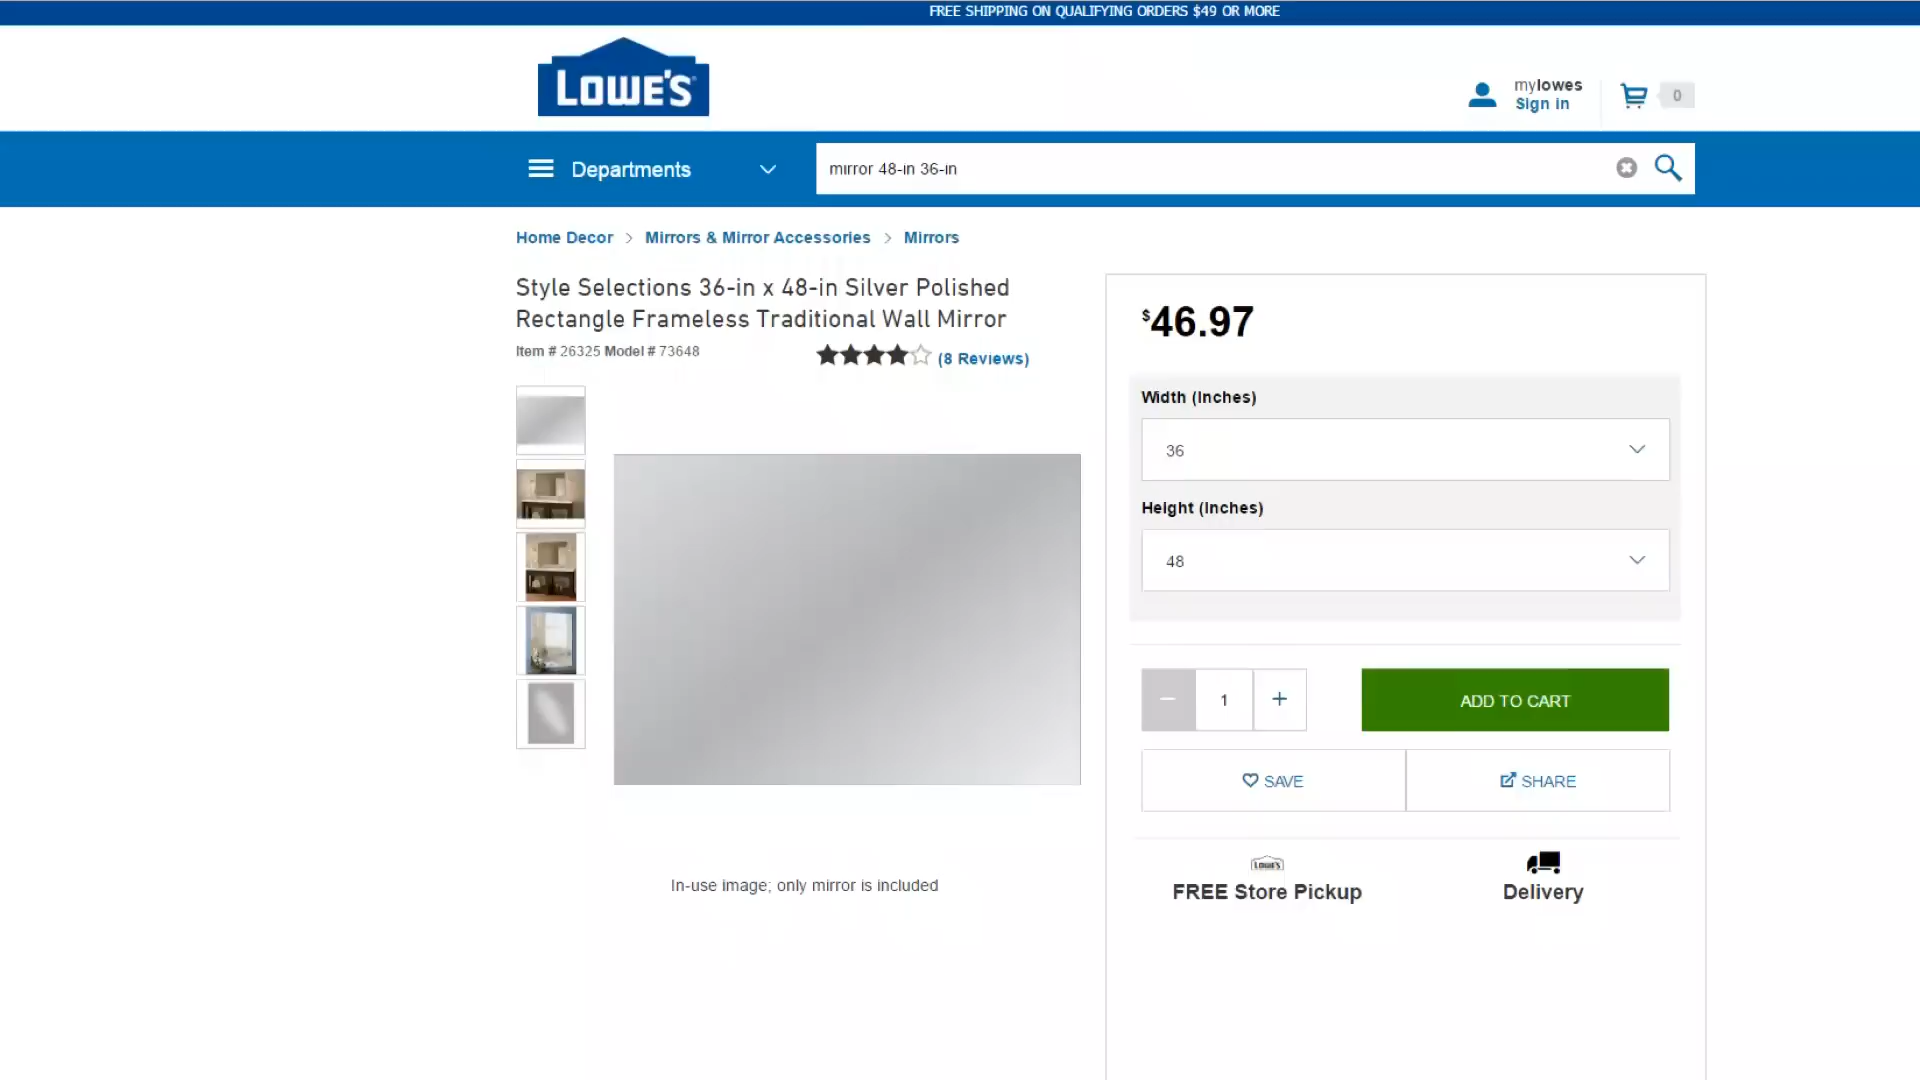 FREE SHIPPING ON QUALIFYING ORDERS $49 OR MORE
LOWE'S
mylowes
Sign in
0
Departments
mirror 48-in 36-in
Home Decor > Mirrors & Mirror Accessories > Mirrors
Style Selections 36-in x 48-in Silver Polished
Rectangle Frameless Traditional Wall Mirror
Item # 26325 Model # 73648
(8 Reviews)
$46.97
Width (Inches)
36
Height (Inches)
48
1
ADD TO CART
SAVE
SHARE
LOWE'S
FREE Store Pickup
Delivery
In-use image; only mirror is included